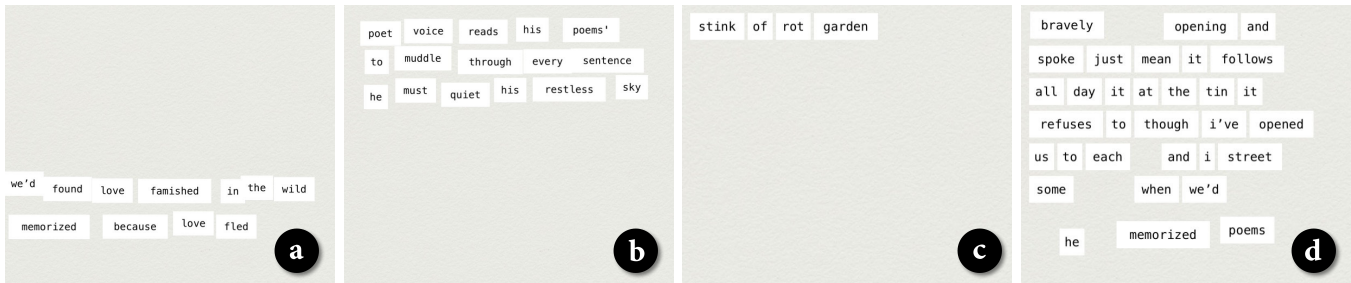 we’d found love famished in the wild
memorized because love fled
a
poet voice reads his poems'
to muddle through every sentence
he must quiet his restless sky
b
stink of rot garden
c
bravely opening and
spoke just mean it follows
all day it at the tin it
refuses to though i’ve opened
us to each and i street
some when we’d
he memorized poems
d